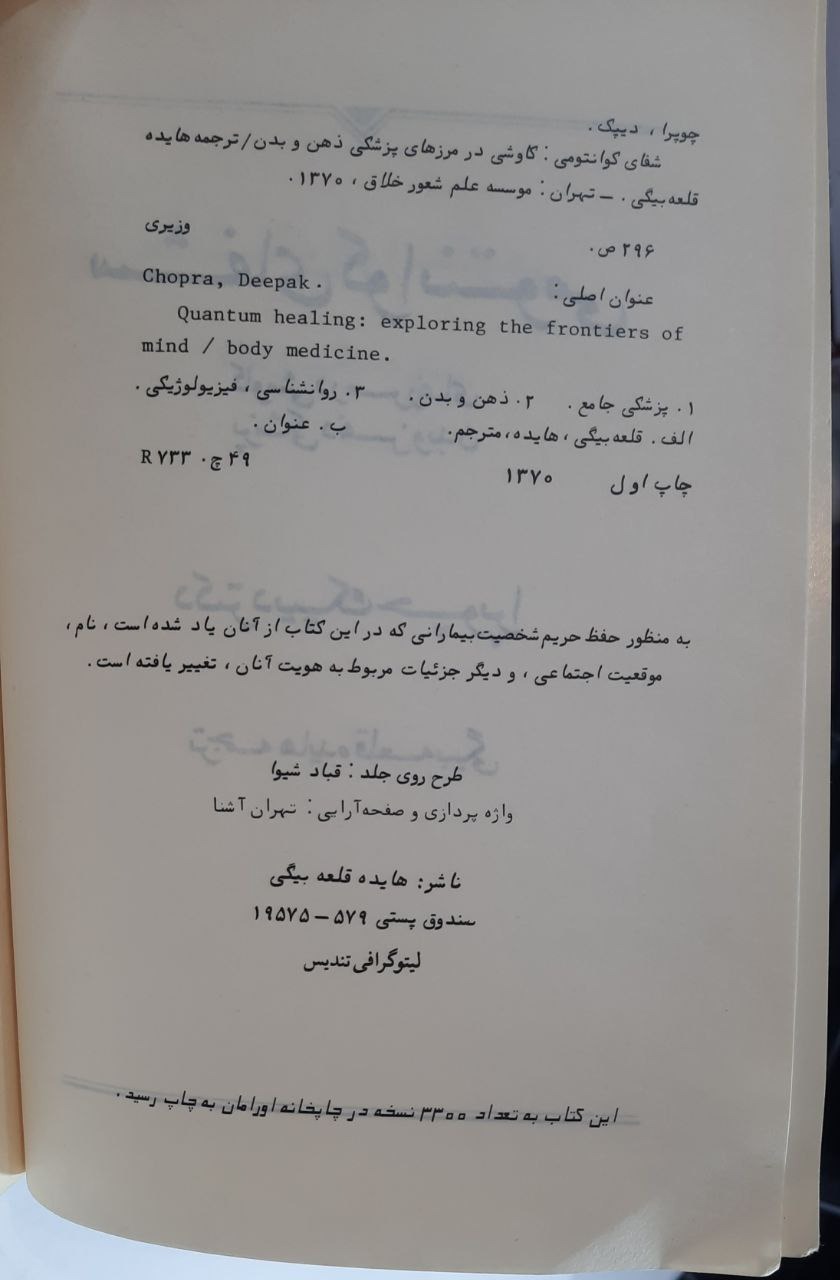 چوپرا ، دیپک .
شفای کوانتومی : کاوشی در مرزهای پزشکی ذهن و بدن / ترجمه هایده
قلعه‌بیگی . – تهران : موسسه علم شعور خلاق ، ۱۳۷۰.
۲۹۶ ص. وزیری
عنوان اصلی : Chopra, Deepak.
Quantum healing: exploring the frontiers of
mind / body medicine.
۱. پزشکی جامع . ۲. ذهن و بدن . ۳. روانشناسی ، فیزیولوژیکی .
الف . قلعه‌بیگی ، هایده، مترجم. ب . عنوان .
۴۹ چ. R ۷۳۳
چاپ اول ۱۳۷۰
به منظور حفظ حریم شخصیت بیمارانی که در این کتاب از آنان یاد شده است ، نام ،
موقعیت اجتماعی ، و دیگر جزئیات مربوط به هویت آنان ، تغییر یافته است .
طرح روی جلد : قباد شیوا
واژه پردازی و صفحه‌آرایی : تهران آشنا
ناشر: هایده قلعه بیگی
صندوق پستی ۵۷۹ – ۱۹۵۷۵
لیتوگرافی تندیس
این کتاب به تعداد ۳۳۰۰ نسخه در چاپخانه اورامان به چاپ رسید .